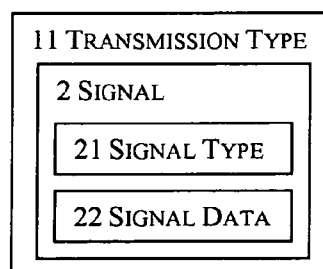 11 TRANSMISSION TYPE
2 SIGNAL
21 SIGNAL TYPE
22 SIGNAL DATA